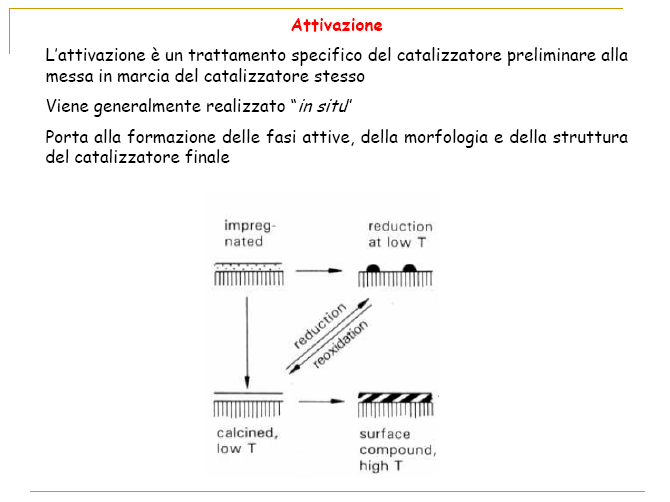 Attivazione
L'attivazione è un trattamento specifico del catalizzatore preliminare alla
messa in marcia del catalizzatore stesso
Viene generalmente realizzato “in situ”
Porta alla formazione delle fasi attive, della morfologia e della struttura
del catalizzatore finale
impreg-
nated
reduction
at low T
reduction
reoxidation
calcined,
low T
surface
compound,
high T